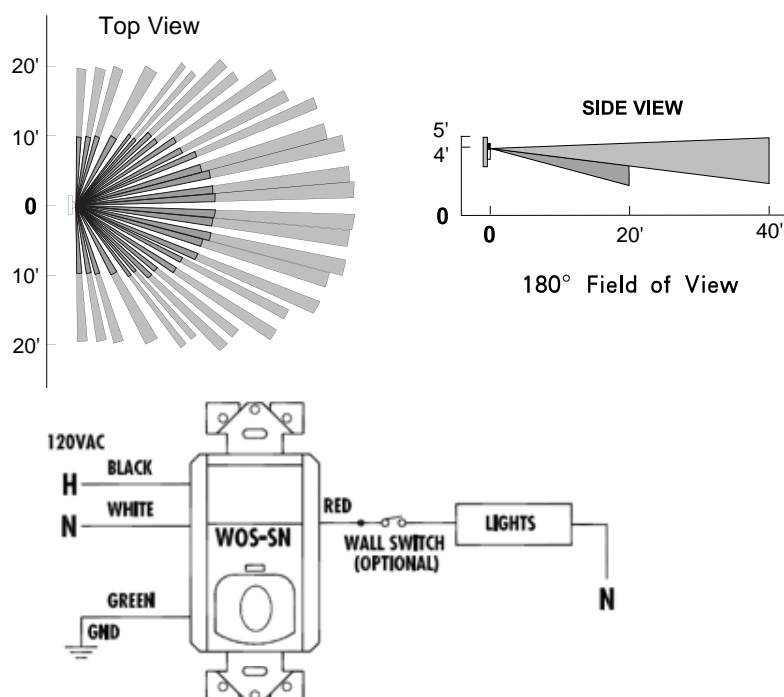 Top View
20'
10'
0
10'
20'
SIDE VIEW
5'
4'
0
0
20'
40'
180° Field of View
120VAC
H
BLACK
N
WHITE
GREEN
GND
WOS-SN
RED
WALL SWITCH
(OPTIONAL)
LIGHTS
N